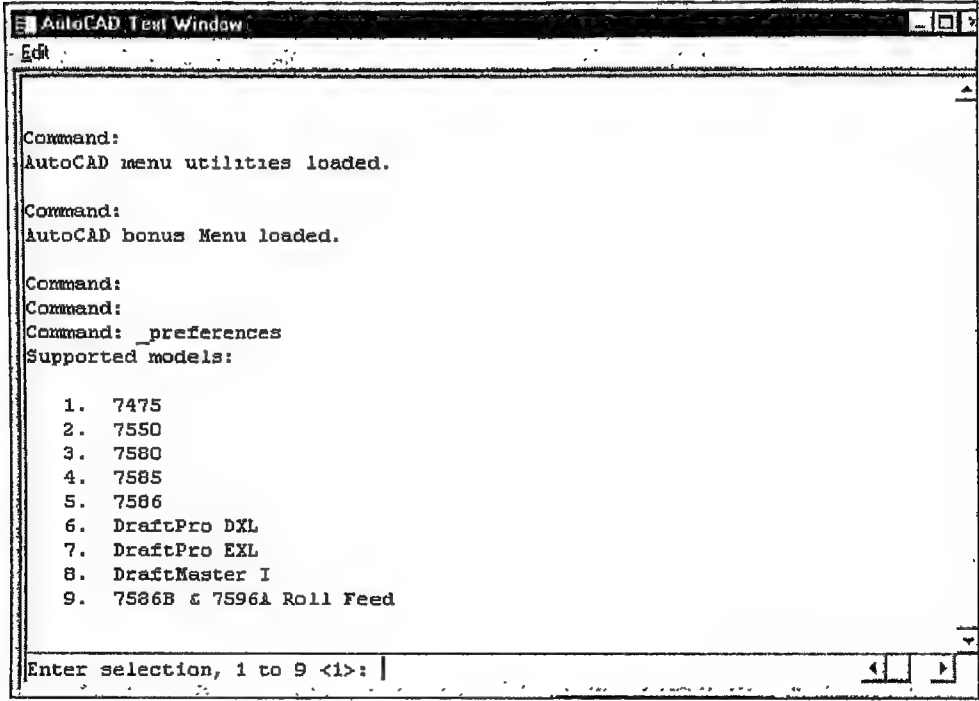 AutoCAD Text Window
Edit
Command:
AutoCAD menu utilities loaded.
Command:
AutoCAD bonus Menu loaded.
Command:
Command:
Command: _preferences
Supported models:
1. 7475
2. 7550
3. 7580
4. 7585
5. 7586
6. DraftPro DXL
7. DraftPro EXL
8. DraftMaster I
9. 7586B & 7596A Roll Feed
Enter selection, 1 to 9 <1>: